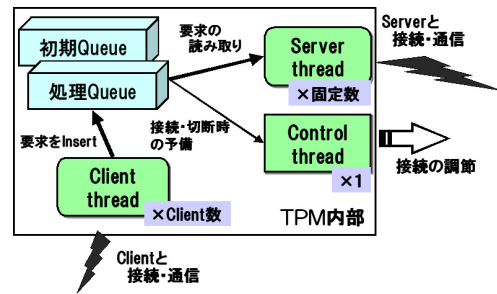 初期Queue
処理Queue
要求の
読み取り
Server
thread
×固定数
Serverと
接続・通信
要求をInsert
接続・切断時
の予備
Control
thread
×1
接続の調節
Client
thread
×Client数
TPM内部
Clientと
接続・通信